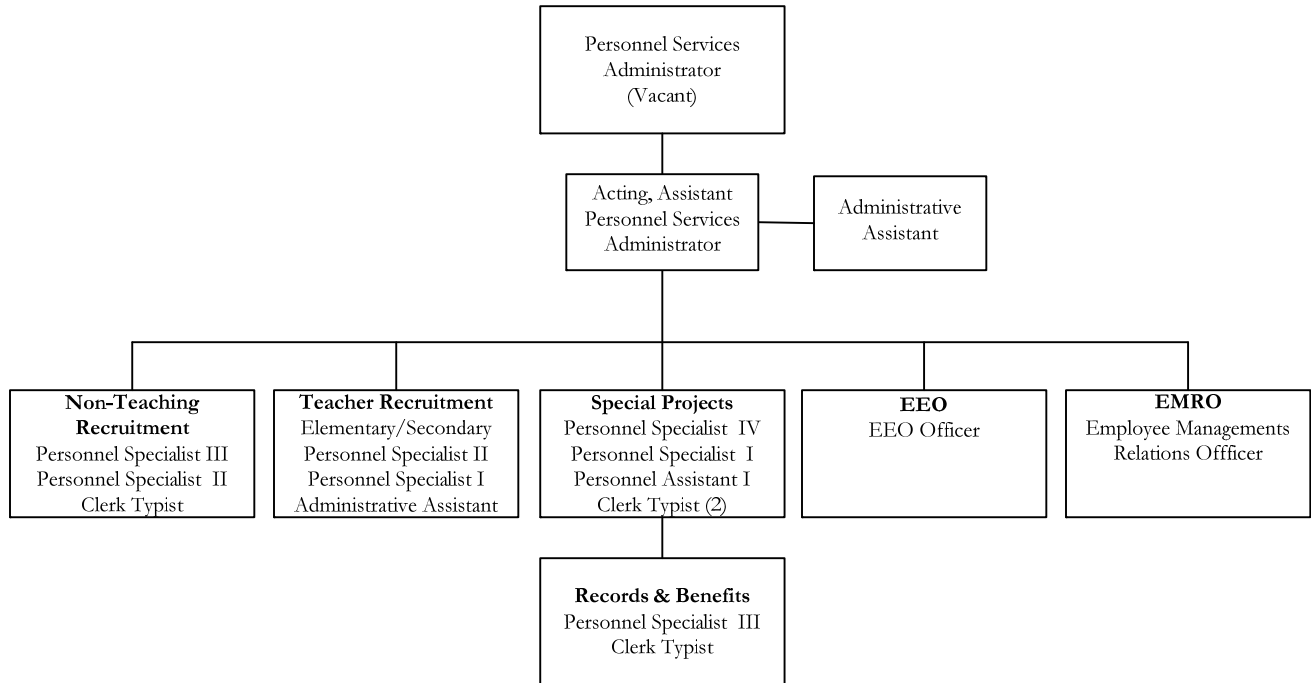 Personnel Services
Administrator
(Vacant)
Acting, Assistant
Personnel Services
Administrator
Administrative
Assistant
Non-Teaching
Recruitment
Personnel Specialist III
Personnel Specialist II
Clerk Typist
Teacher Recruitment
Elementary/Secondary
Personnel Specialist II
Personnel Specialist I
Administrative Assistant
Special Projects
Personnel Specialist IV
Personnel Specialist I
Personnel Assistant I
Clerk Typist (2)
EEO
EEO Officer
EMRO
Employee Managements
Relations Offficer
Records & Benefits
Personnel Specialist III
Clerk Typist